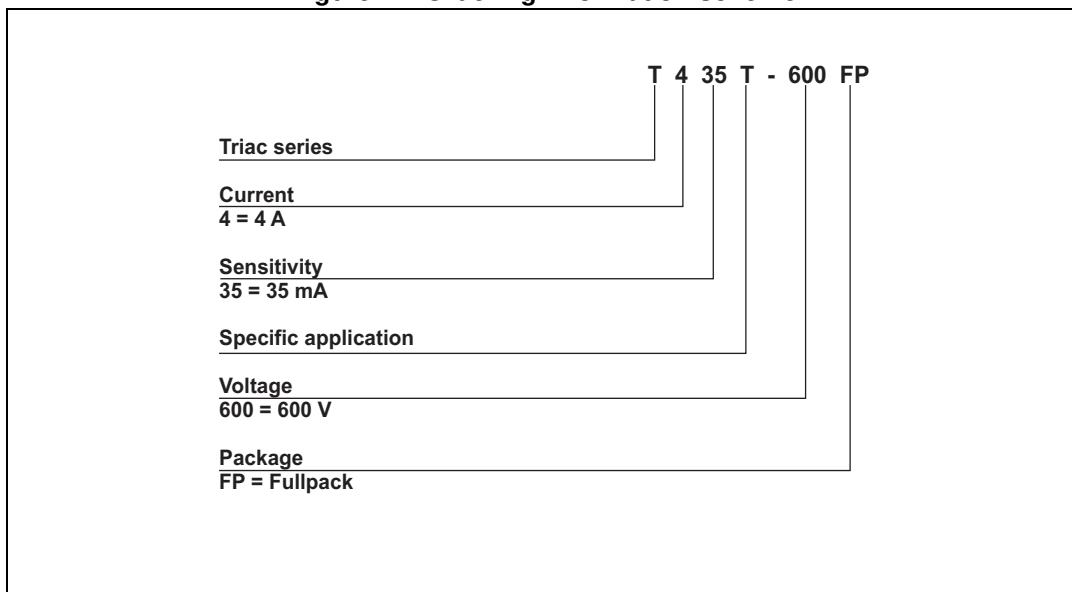 T 4 35 T - 600 FP
Triac series
Current
4 = 4 A
Sensitivity
35 = 35 mA
Specific application
Voltage
600 = 600 V
Package
FP = Fullpack